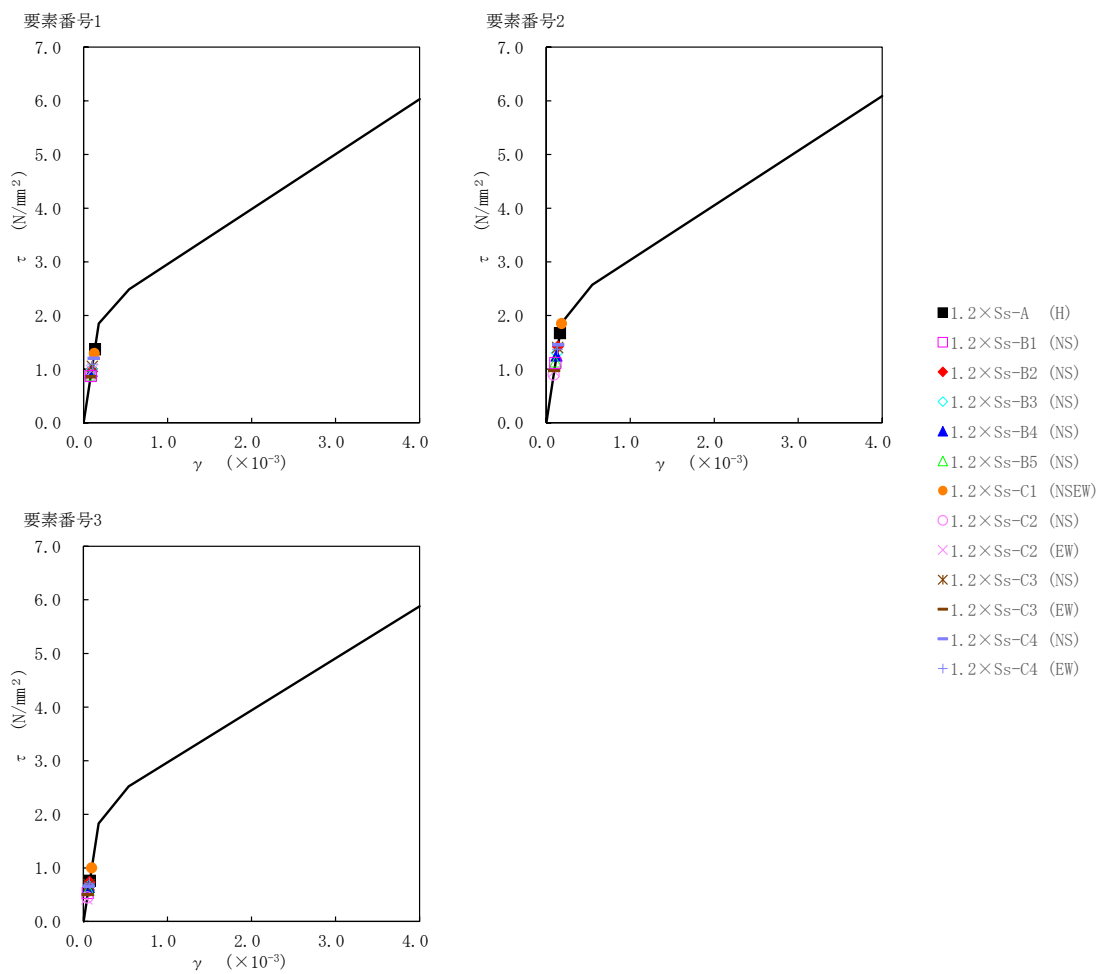 要素番号1
7.0
6.0
5.0
4.0
3.0
2.0
1.0
0.0
τ (N/mm²)
0.0 1.0 2.0 3.0 4.0
γ (×10⁻³)
要素番号2
7.0
6.0
5.0
4.0
3.0
2.0
1.0
0.0
τ (N/mm²)
0.0 1.0 2.0 3.0 4.0
γ (×10⁻³)
要素番号3
7.0
6.0
5.0
4.0
3.0
2.0
1.0
0.0
τ (N/mm²)
0.0 1.0 2.0 3.0 4.0
γ (×10⁻³)
1.2×Ss-A (H)
1.2×Ss-B1 (NS)
1.2×Ss-B2 (NS)
1.2×Ss-B3 (NS)
1.2×Ss-B4 (NS)
1.2×Ss-B5 (NS)
1.2×Ss-C1 (NSEW)
1.2×Ss-C2 (NS)
1.2×Ss-C2 (EW)
1.2×Ss-C3 (NS)
1.2×Ss-C3 (EW)
1.2×Ss-C4 (NS)
1.2×Ss-C4 (EW)